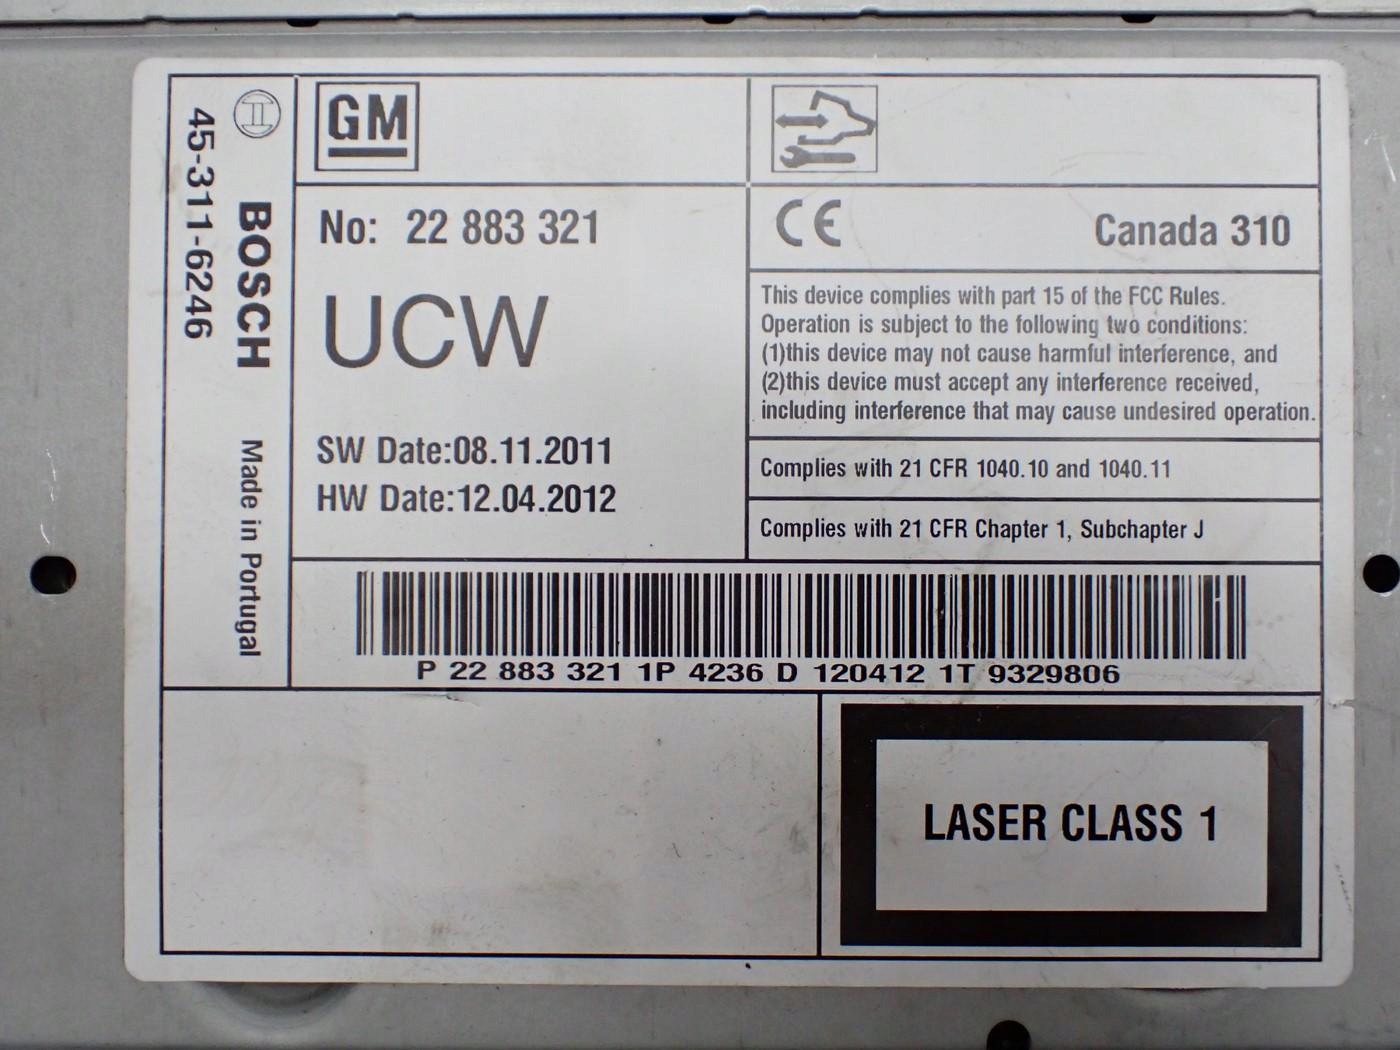 45-311-6246
BOSCH Made in Portugal
GM
No: 22 883 321
UCW
SW Date:08.11.2011
HW Date:12.04.2012
CE Canada 310
This device complies with part 15 of the FCC Rules.
Operation is subject to the following two conditions:
(1)this device may not cause harmful interference, and
(2)this device must accept any interference received,
including interference that may cause undesired operation.
Complies with 21 CFR 1040.10 and 1040.11
Complies with 21 CFR Chapter 1, Subchapter J
P 22 883 321 1P 4236 D 120412 1T 9329806
LASER CLASS 1